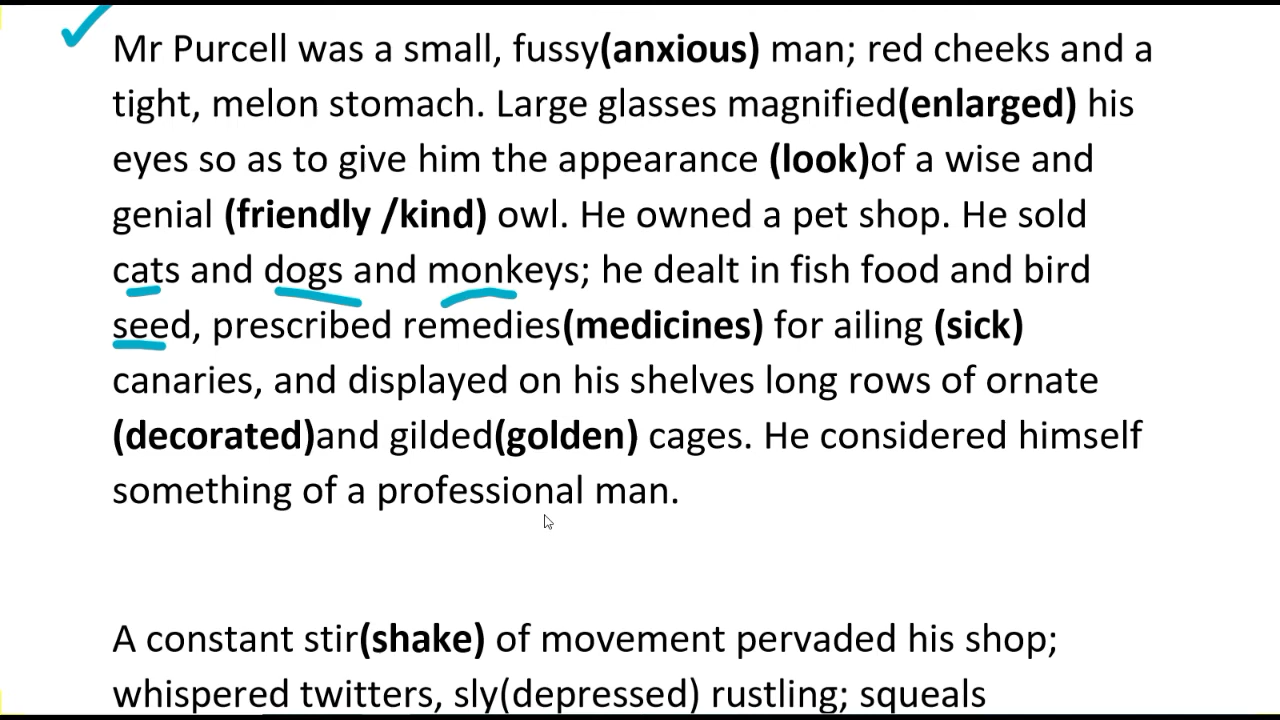 Mr Purcell was a small, fussy(anxious) man; red cheeks and a
tight, melon stomach. Large glasses magnified(enlarged) his
eyes so as to give him the appearance (look)of a wise and
genial (friendly /kind) owl. He owned a pet shop. He sold
cats and dogs and monkeys; he dealt in fish food and bird
seed, prescribed remedies(medicines) for ailing (sick)
canaries, and displayed on his shelves long rows of ornate
(decorated)and gilded(golden) cages. He considered himself
something of a professional man.
A constant stir(shake) of movement pervaded his shop;
whispered twitters, sly(depressed) rustling; squeals